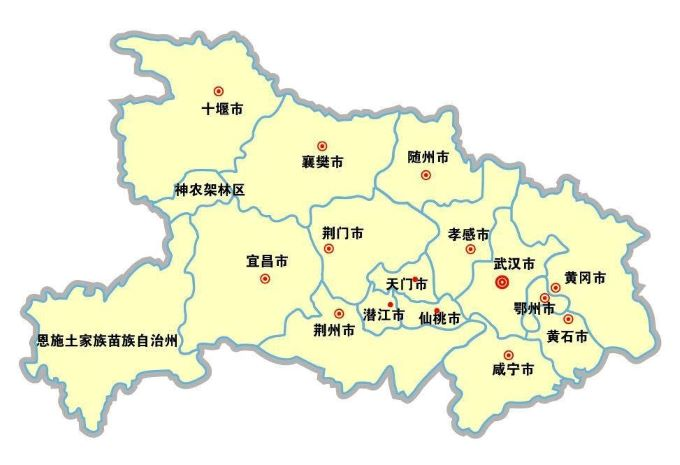 十堰市
襄樊市
随州市
神农架林区
荆门市
孝感市
宜昌市
武汉市
黄冈市
天门市
鄂州市
潜江市
仙桃市
荆州市
黄石市
恩施土家族苗族自治州
咸宁市